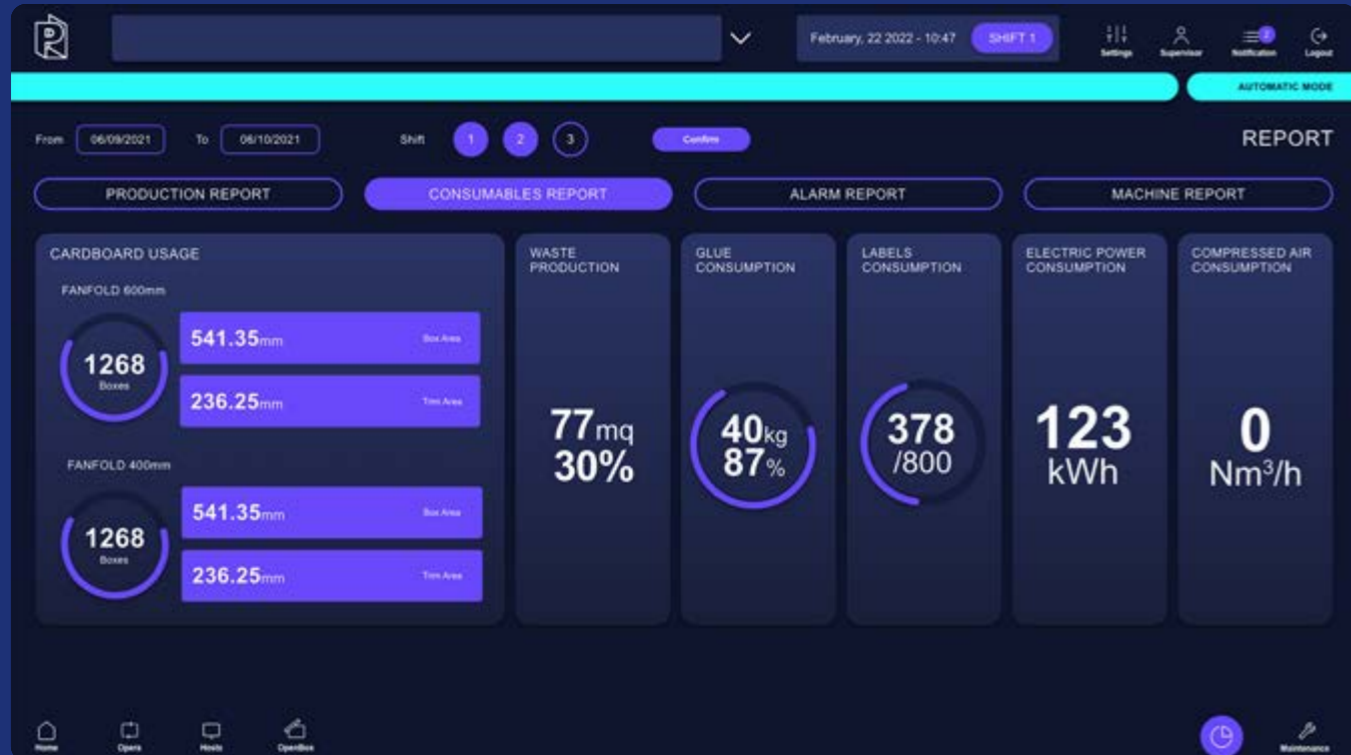 February, 22 2022 - 10:47
SHIFT 1
Settings
Supervisor
2
Notification
Logout
AUTOMATIC MODE
From
06/09/2021
To
06/10/2021
Shift
1
2
3
Confirm
REPORT
PRODUCTION REPORT
CONSUMABLES REPORT
ALARM REPORT
MACHINE REPORT
CARDBOARD USAGE
FANFOLD 600mm
1268
Boxes
541.35mm
Box Area
236.25mm
Trim Area
FANFOLD 400mm
1268
Boxes
541.35mm
Box Area
236.25mm
Trim Area
WASTE
PRODUCTION
77mq
30%
GLUE
CONSUMPTION
40kg
87%
LABELS
CONSUMPTION
378
/800
ELECTRIC POWER
CONSUMPTION
123
kWh
COMPRESSED AIR
CONSUMPTION
0
Nm³/h
Home
Opera
Hosts
OpenBox
Maintenance